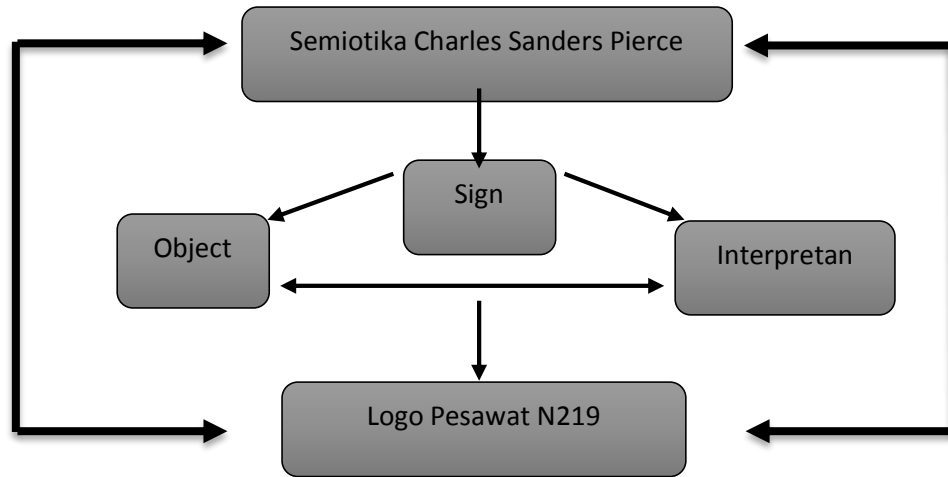 Semiotika Charles Sanders Pierce
Sign
Object
Interpretan
Logo Pesawat N219